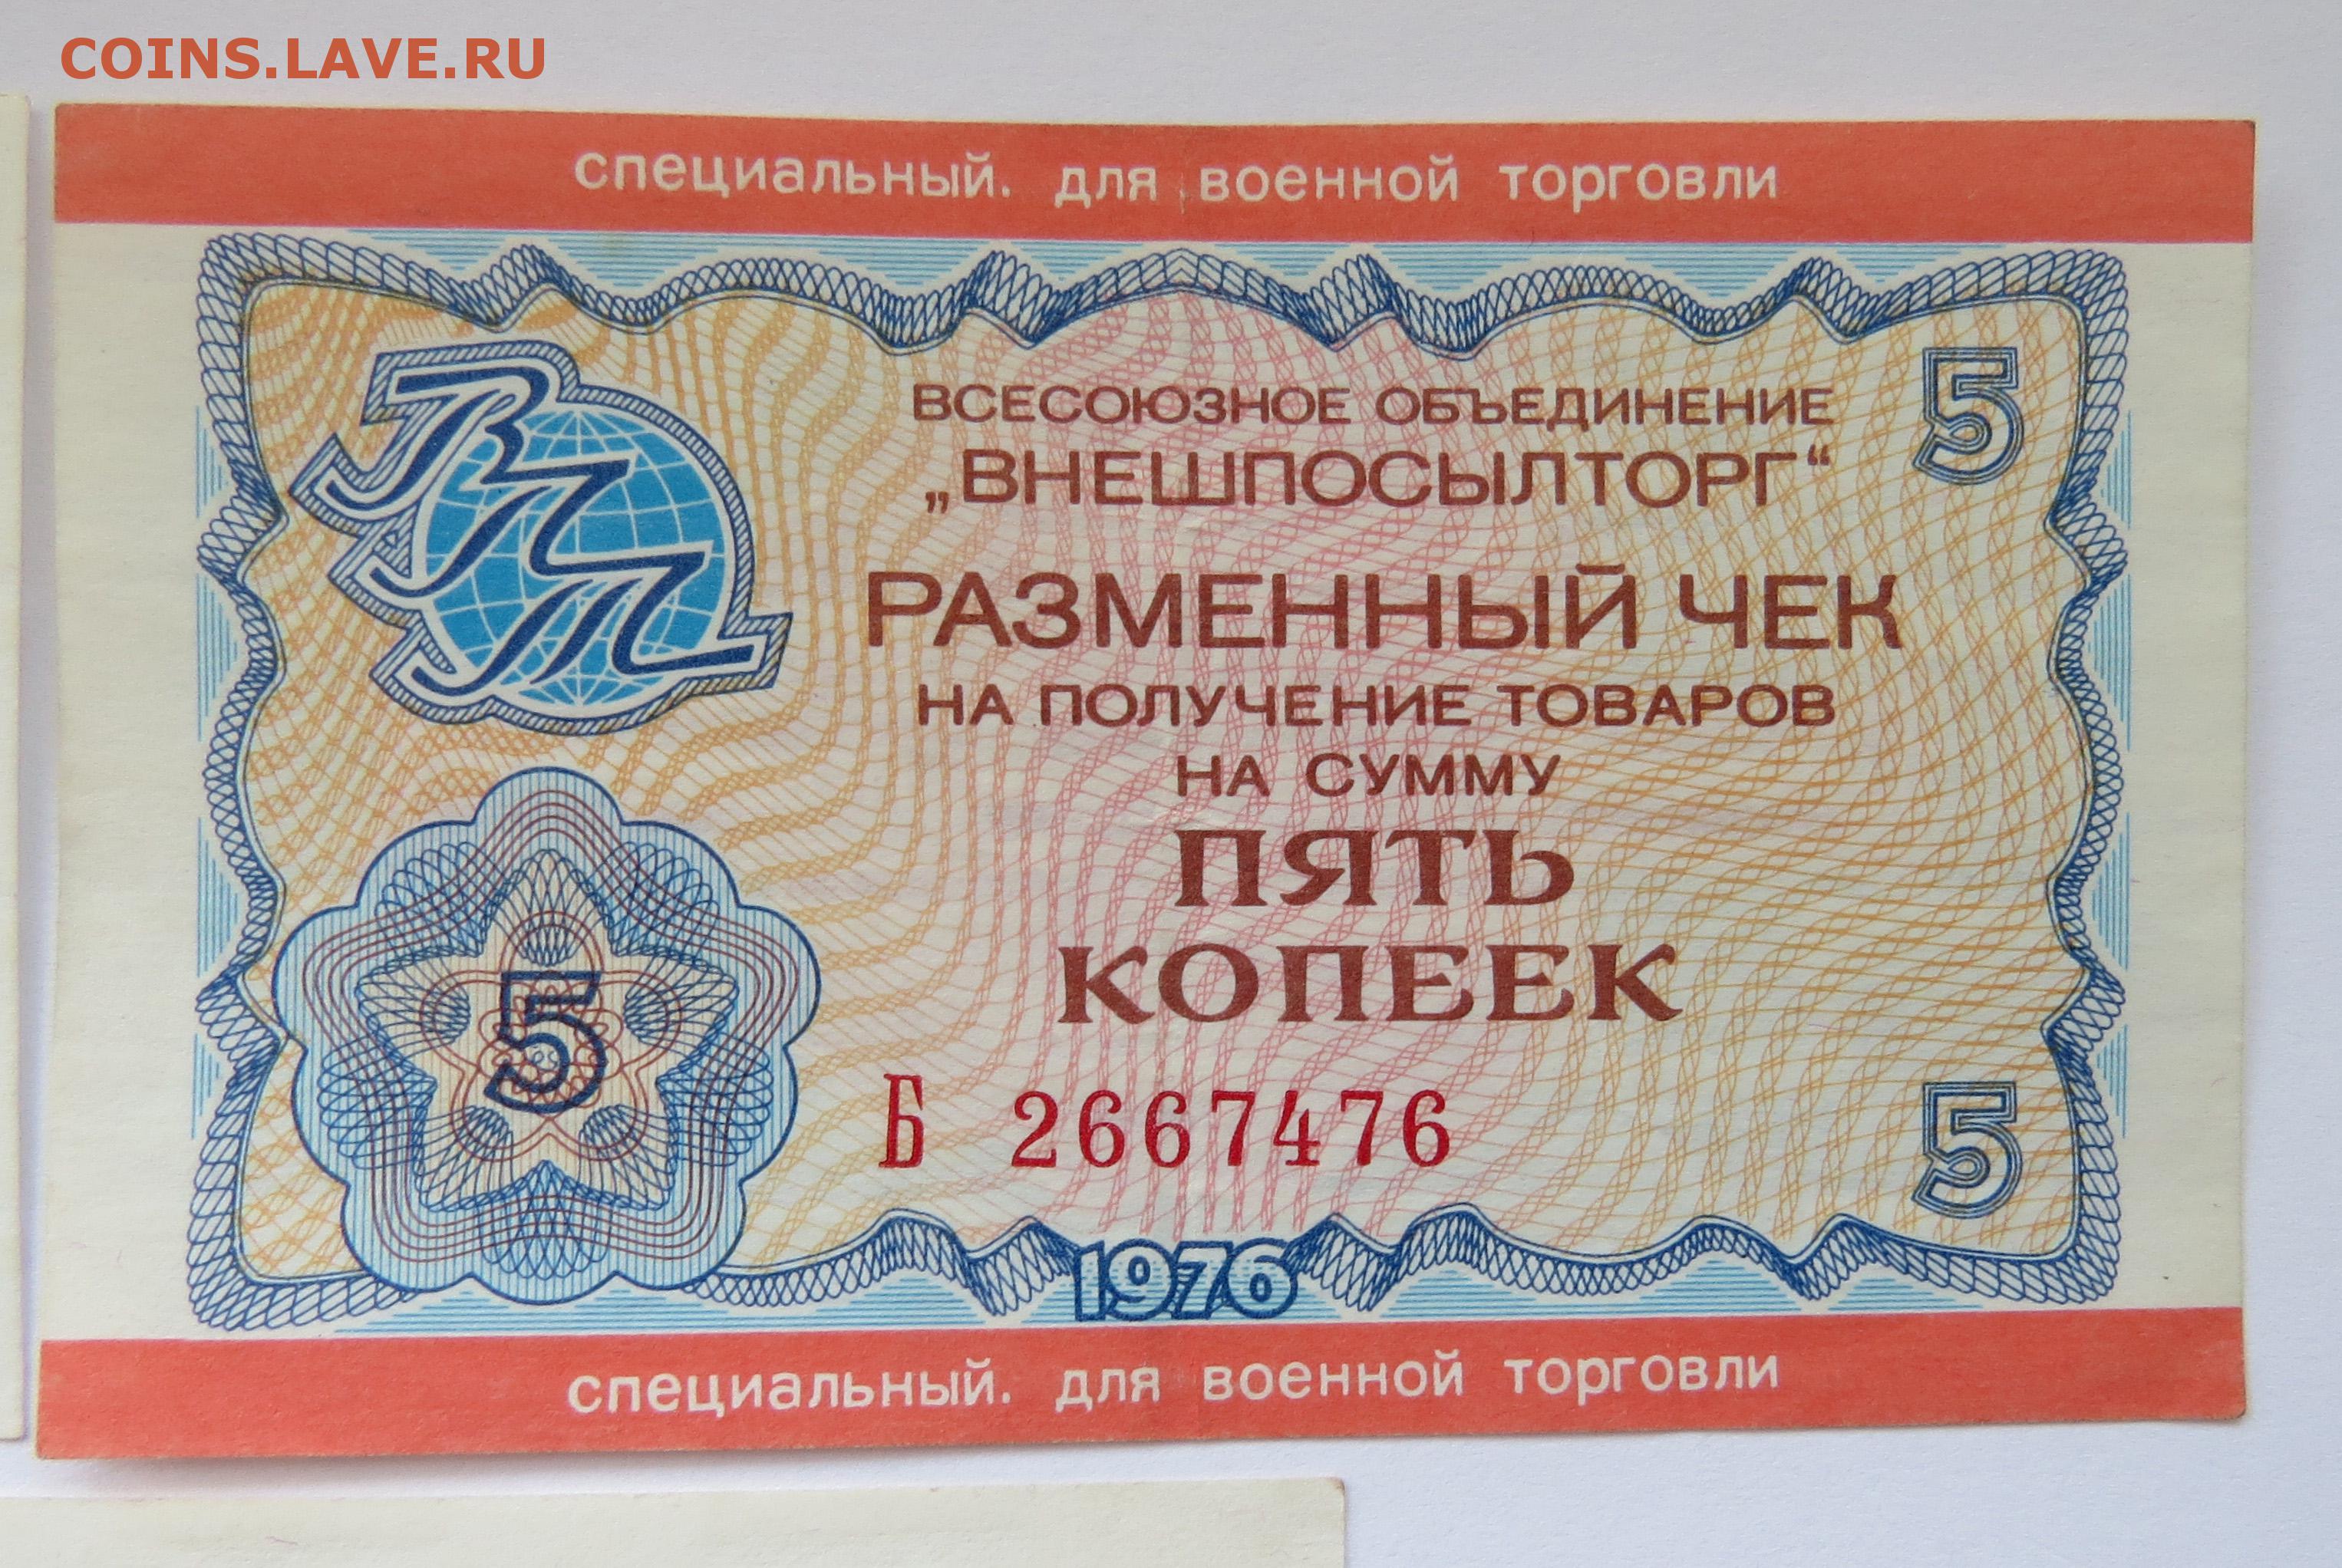 COINS.LAVE.RU
специальный. для военной торговли
ВПТ
5
ВСЕСОЮЗНОЕ ОБЪЕДИНЕНИЕ
„ВНЕШПОСЫЛТОРГ“
РАЗМЕННЫЙ ЧЕК
НА ПОЛУЧЕНИЕ ТОВАРОВ
НА СУММУ
ПЯТЬ
КОПЕЕК
5
Б 2667476
5
1976
специальный. для военной торговли